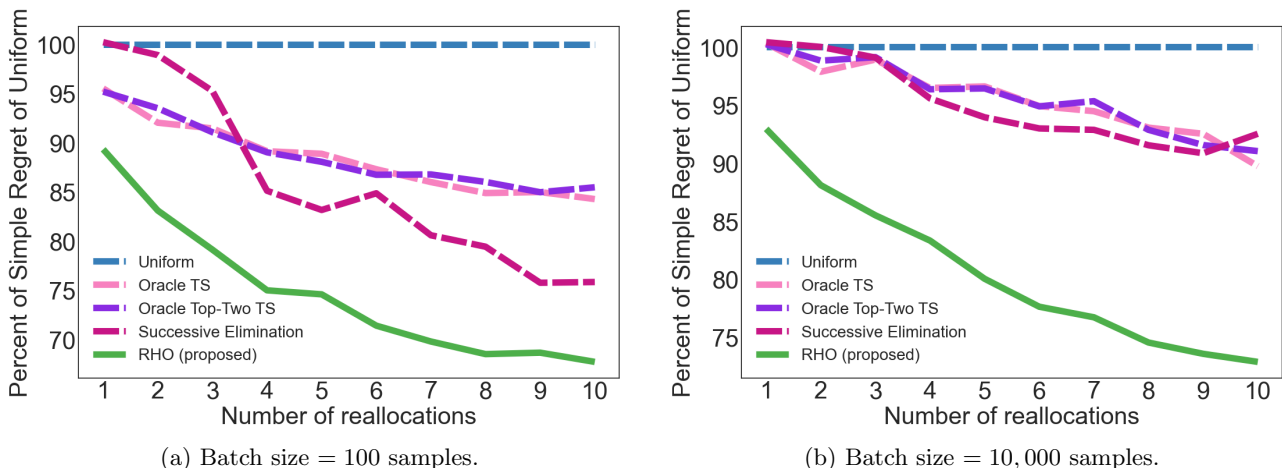 Percent of Simple Regret of Uniform
100
95
90
85
80
75
70
Uniform
Oracle TS
Oracle Top-Two TS
Successive Elimination
RHO (proposed)
1 2 3 4 5 6 7 8 9 10
Number of reallocations
(a) Batch size = 100 samples.
Percent of Simple Regret of Uniform
100
95
90
85
80
75
Uniform
Oracle TS
Oracle Top-Two TS
Successive Elimination
RHO (proposed)
1 2 3 4 5 6 7 8 9 10
Number of reallocations
(b) Batch size = 10, 000 samples.